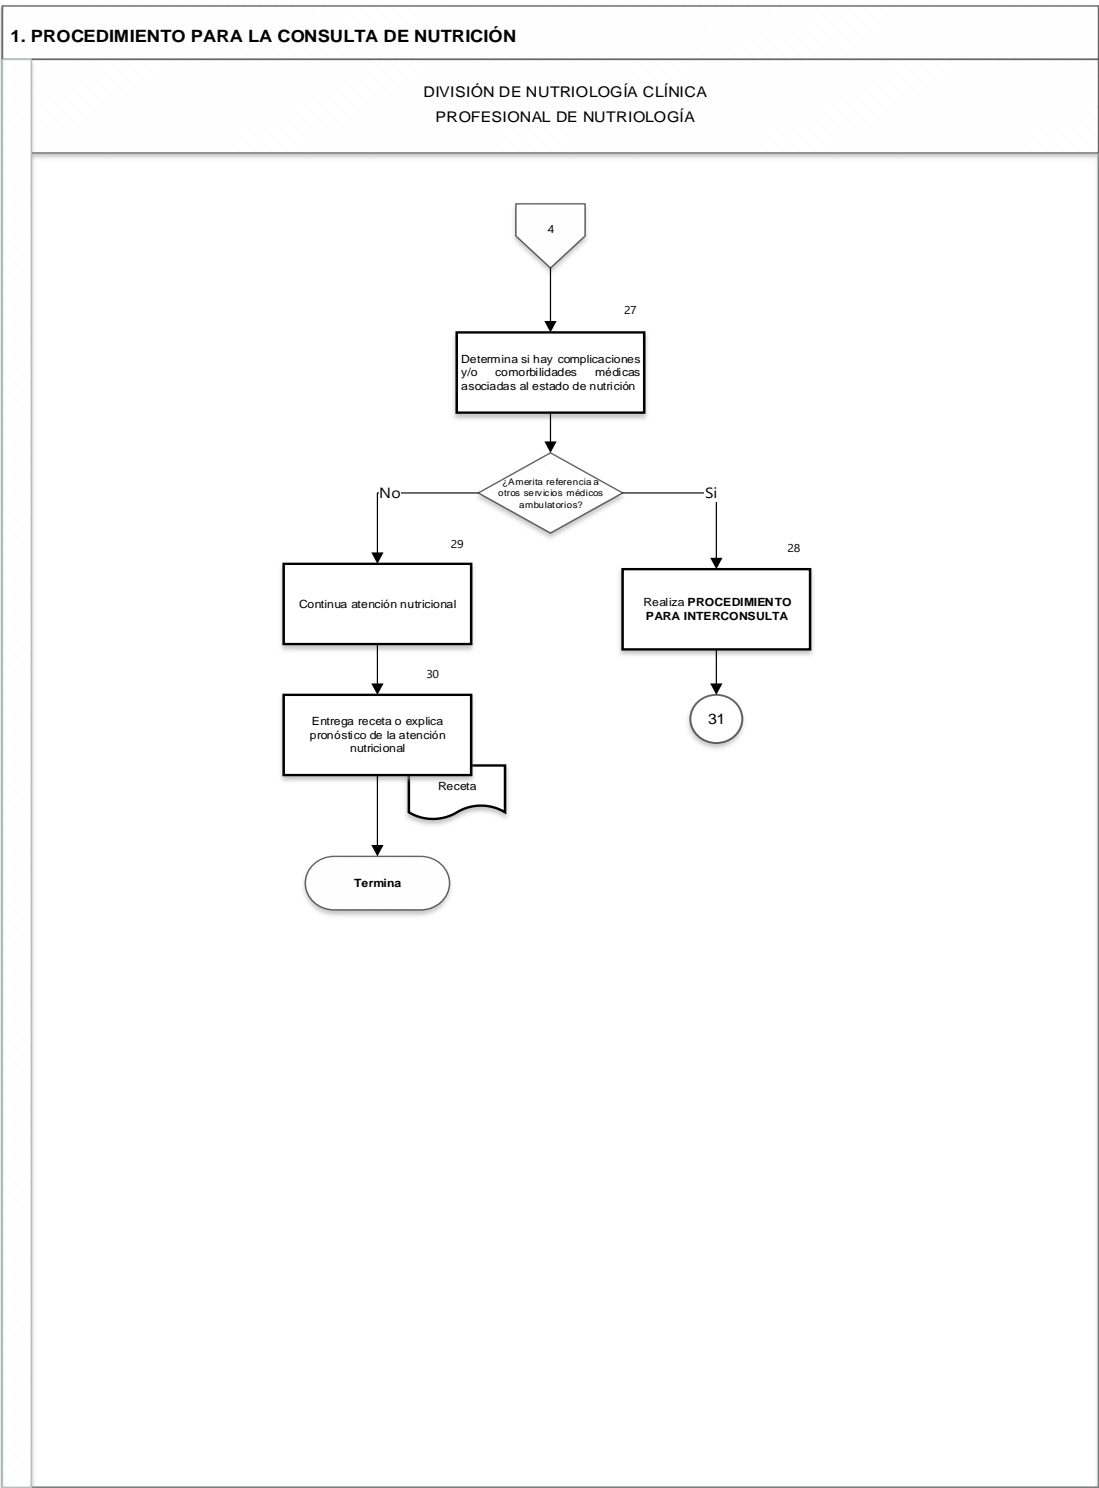 1. PROCEDIMIENTO PARA LA CONSULTA DE NUTRICIÓN
DIVISIÓN DE NUTRIOLOGÍA CLÍNICA
PROFESIONAL DE NUTRIOLOGÍA
4
27
Determina si hay complicaciones
y/o comorbilidades médicas
asociadas al estado de nutrición
¿Amerita referencia a
otros servicios médicos
ambulatorios?
No
Si
29
28
Continua atención nutricional
Realiza PROCEDIMIENTO
PARA INTERCONSULTA
30
31
Entrega receta o explica
pronóstico de la atención
nutricional
Receta
Termina